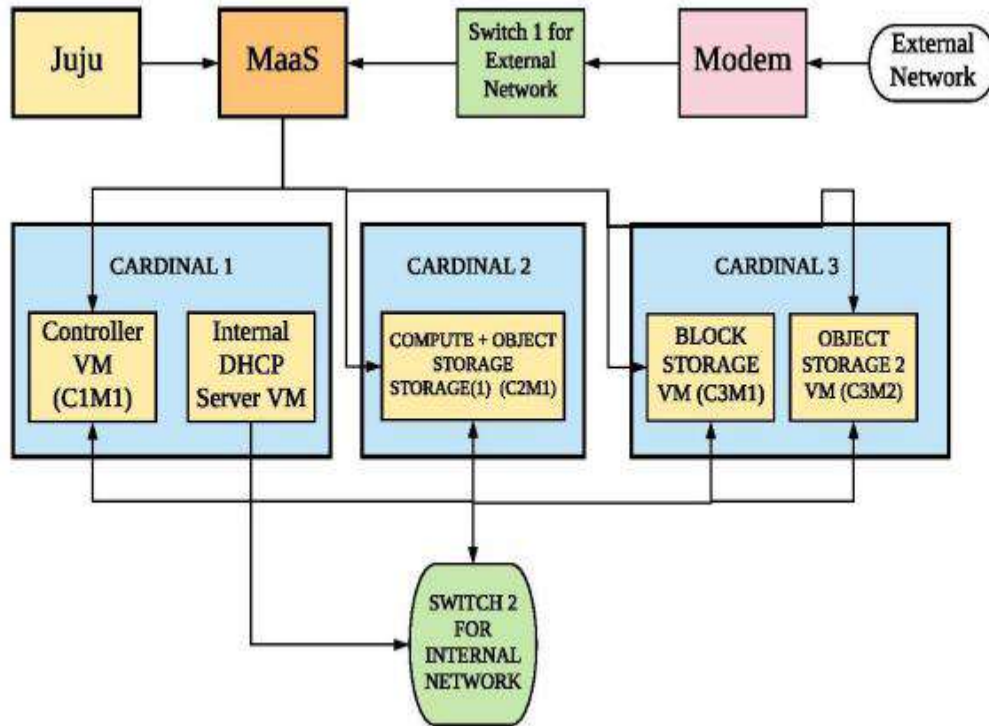 Juju
MaaS
Switch 1 for
External
Network
Modem
External
Network
CARDINAL 1
Controller
VM
(C1M1)
Internal
DHCP
Server VM
CARDINAL 2
COMPUTE + OBJECT
STORAGE
STORAGE(1) (C2M1)
CARDINAL 3
BLOCK
STORAGE
VM (C3M1)
OBJECT
STORAGE 2
VM (C3M2)
SWITCH 2
FOR
INTERNAL
NETWORK